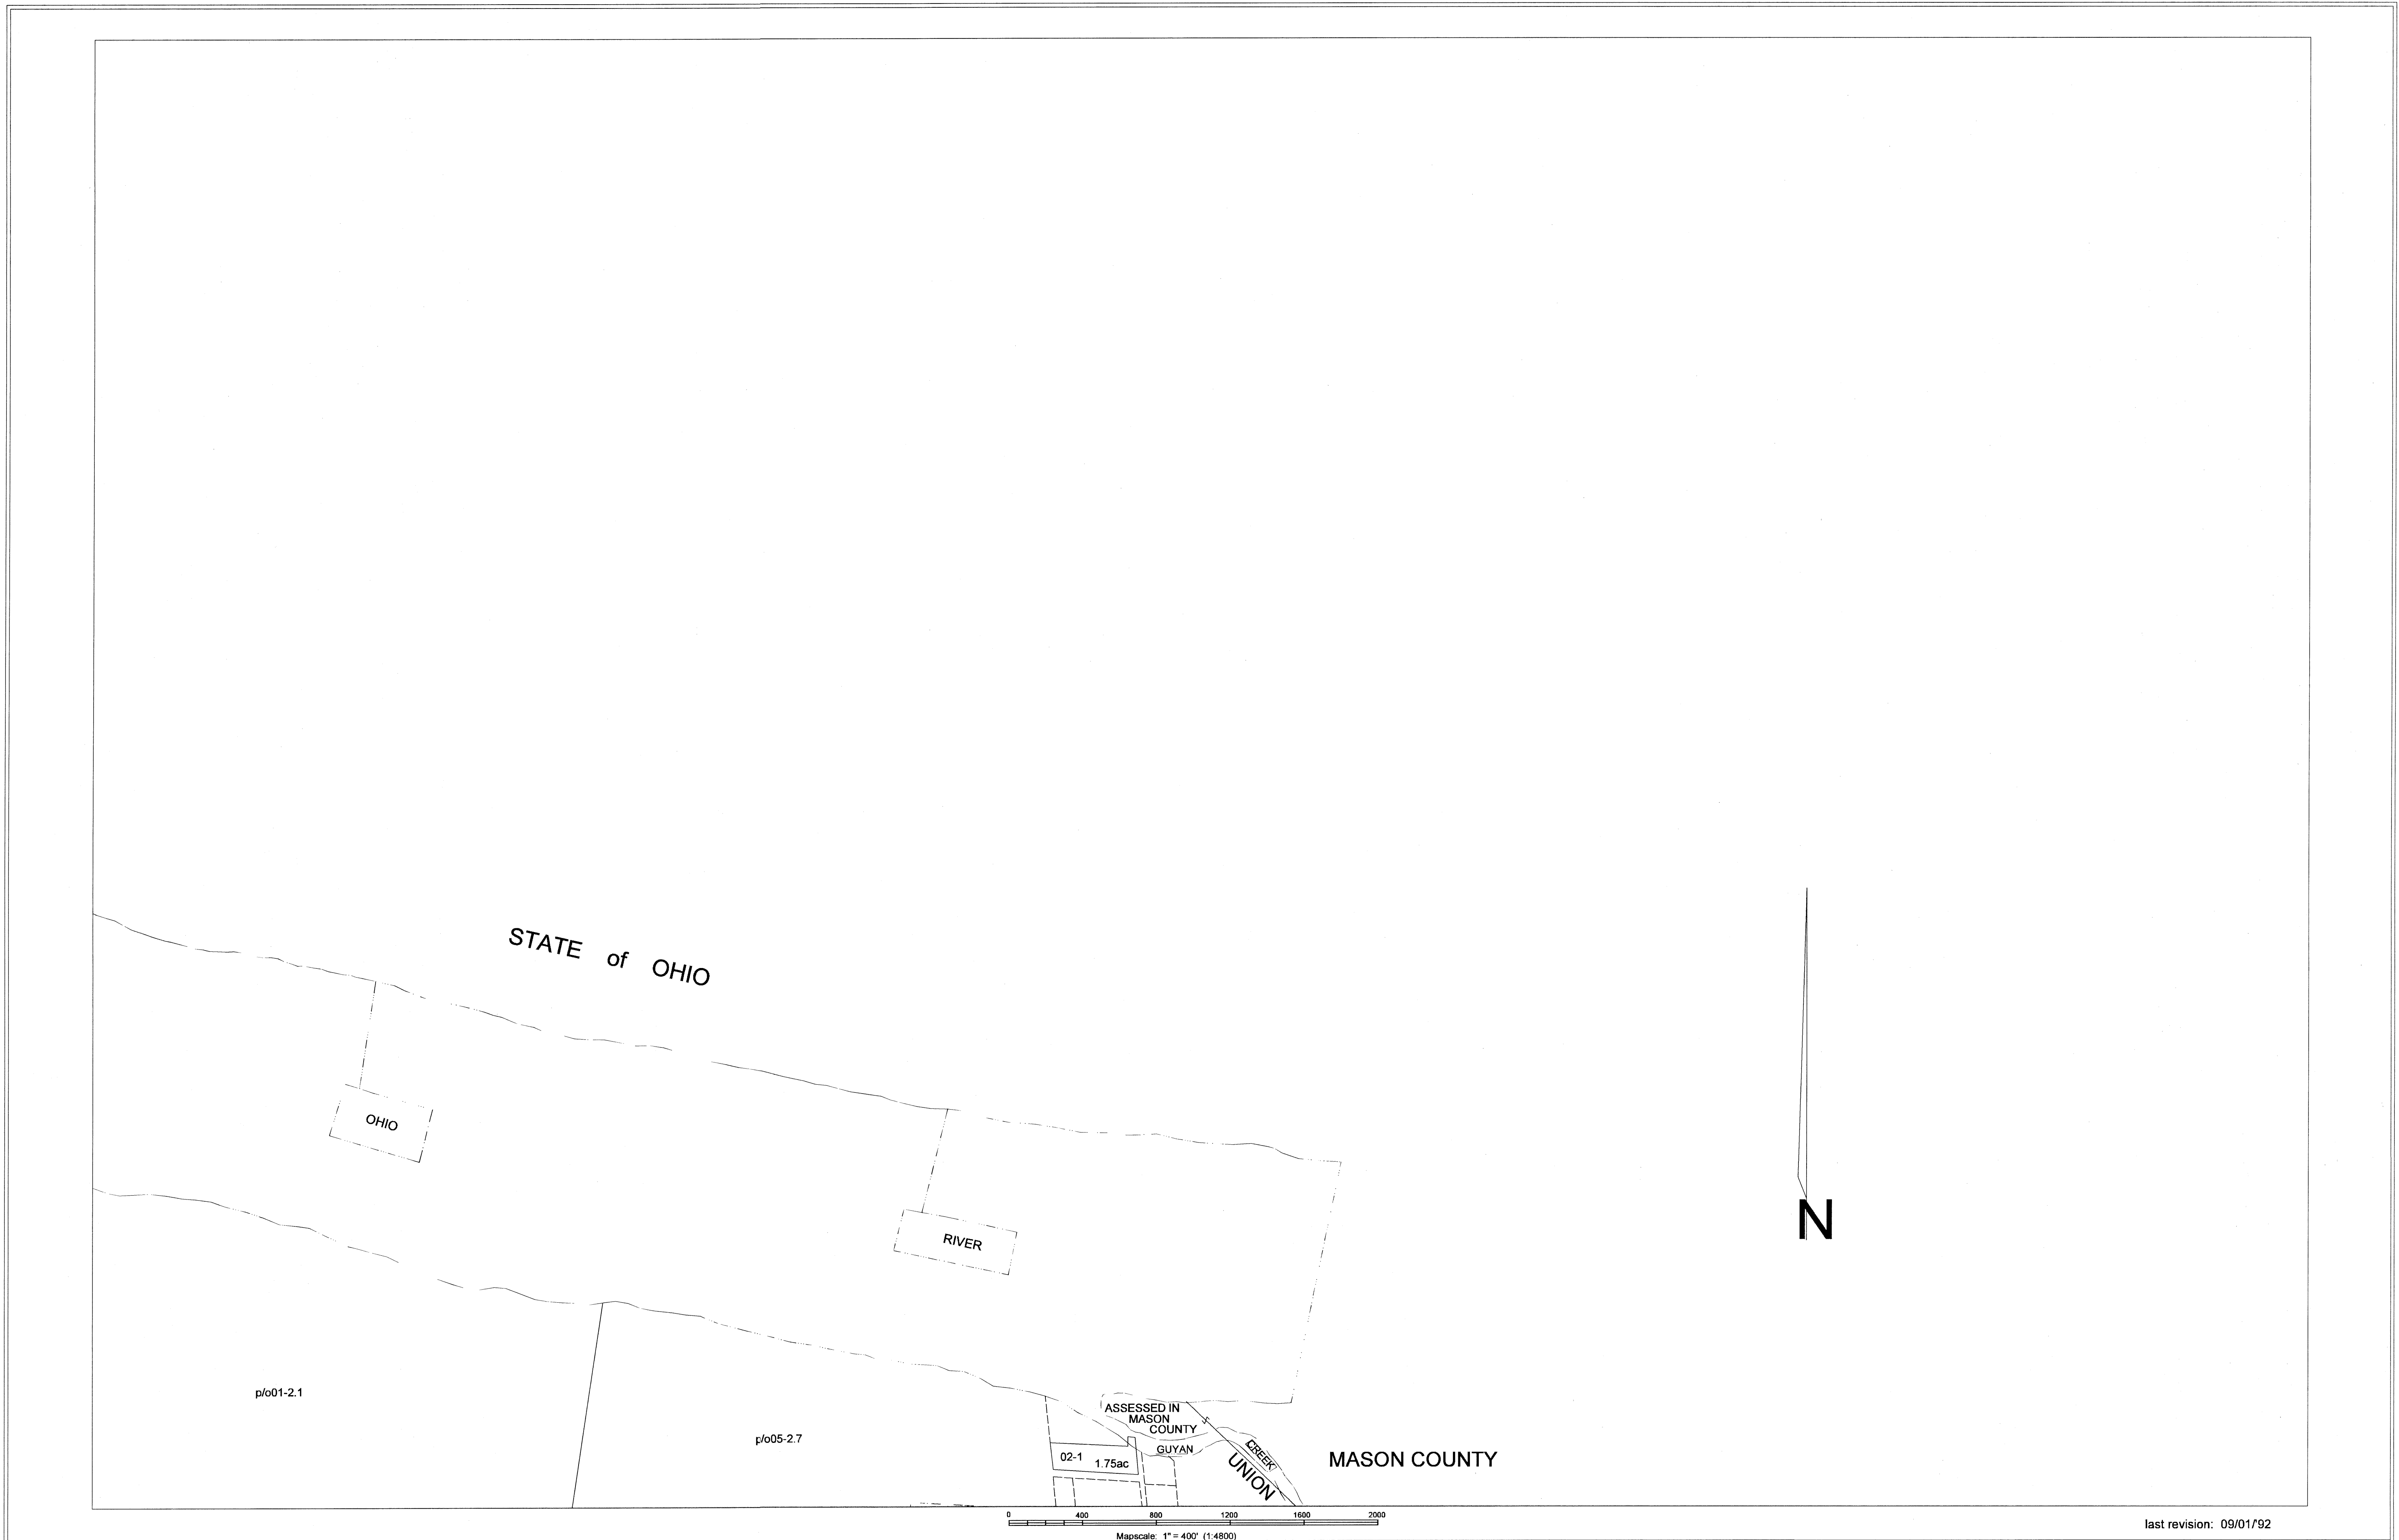 STATE of OHIO
OHIO
N
RIVER
p/o01-2.1
ASSESSED IN
MASON
COUNTY
p/o05-2.7
GUYAN
CREEK
02-1 1.75ac
UNION
MASON COUNTY
0 400 800 1200 1600 2000
Mapscale: 1" = 400' (1:4800)
last revision: 09/01/'92